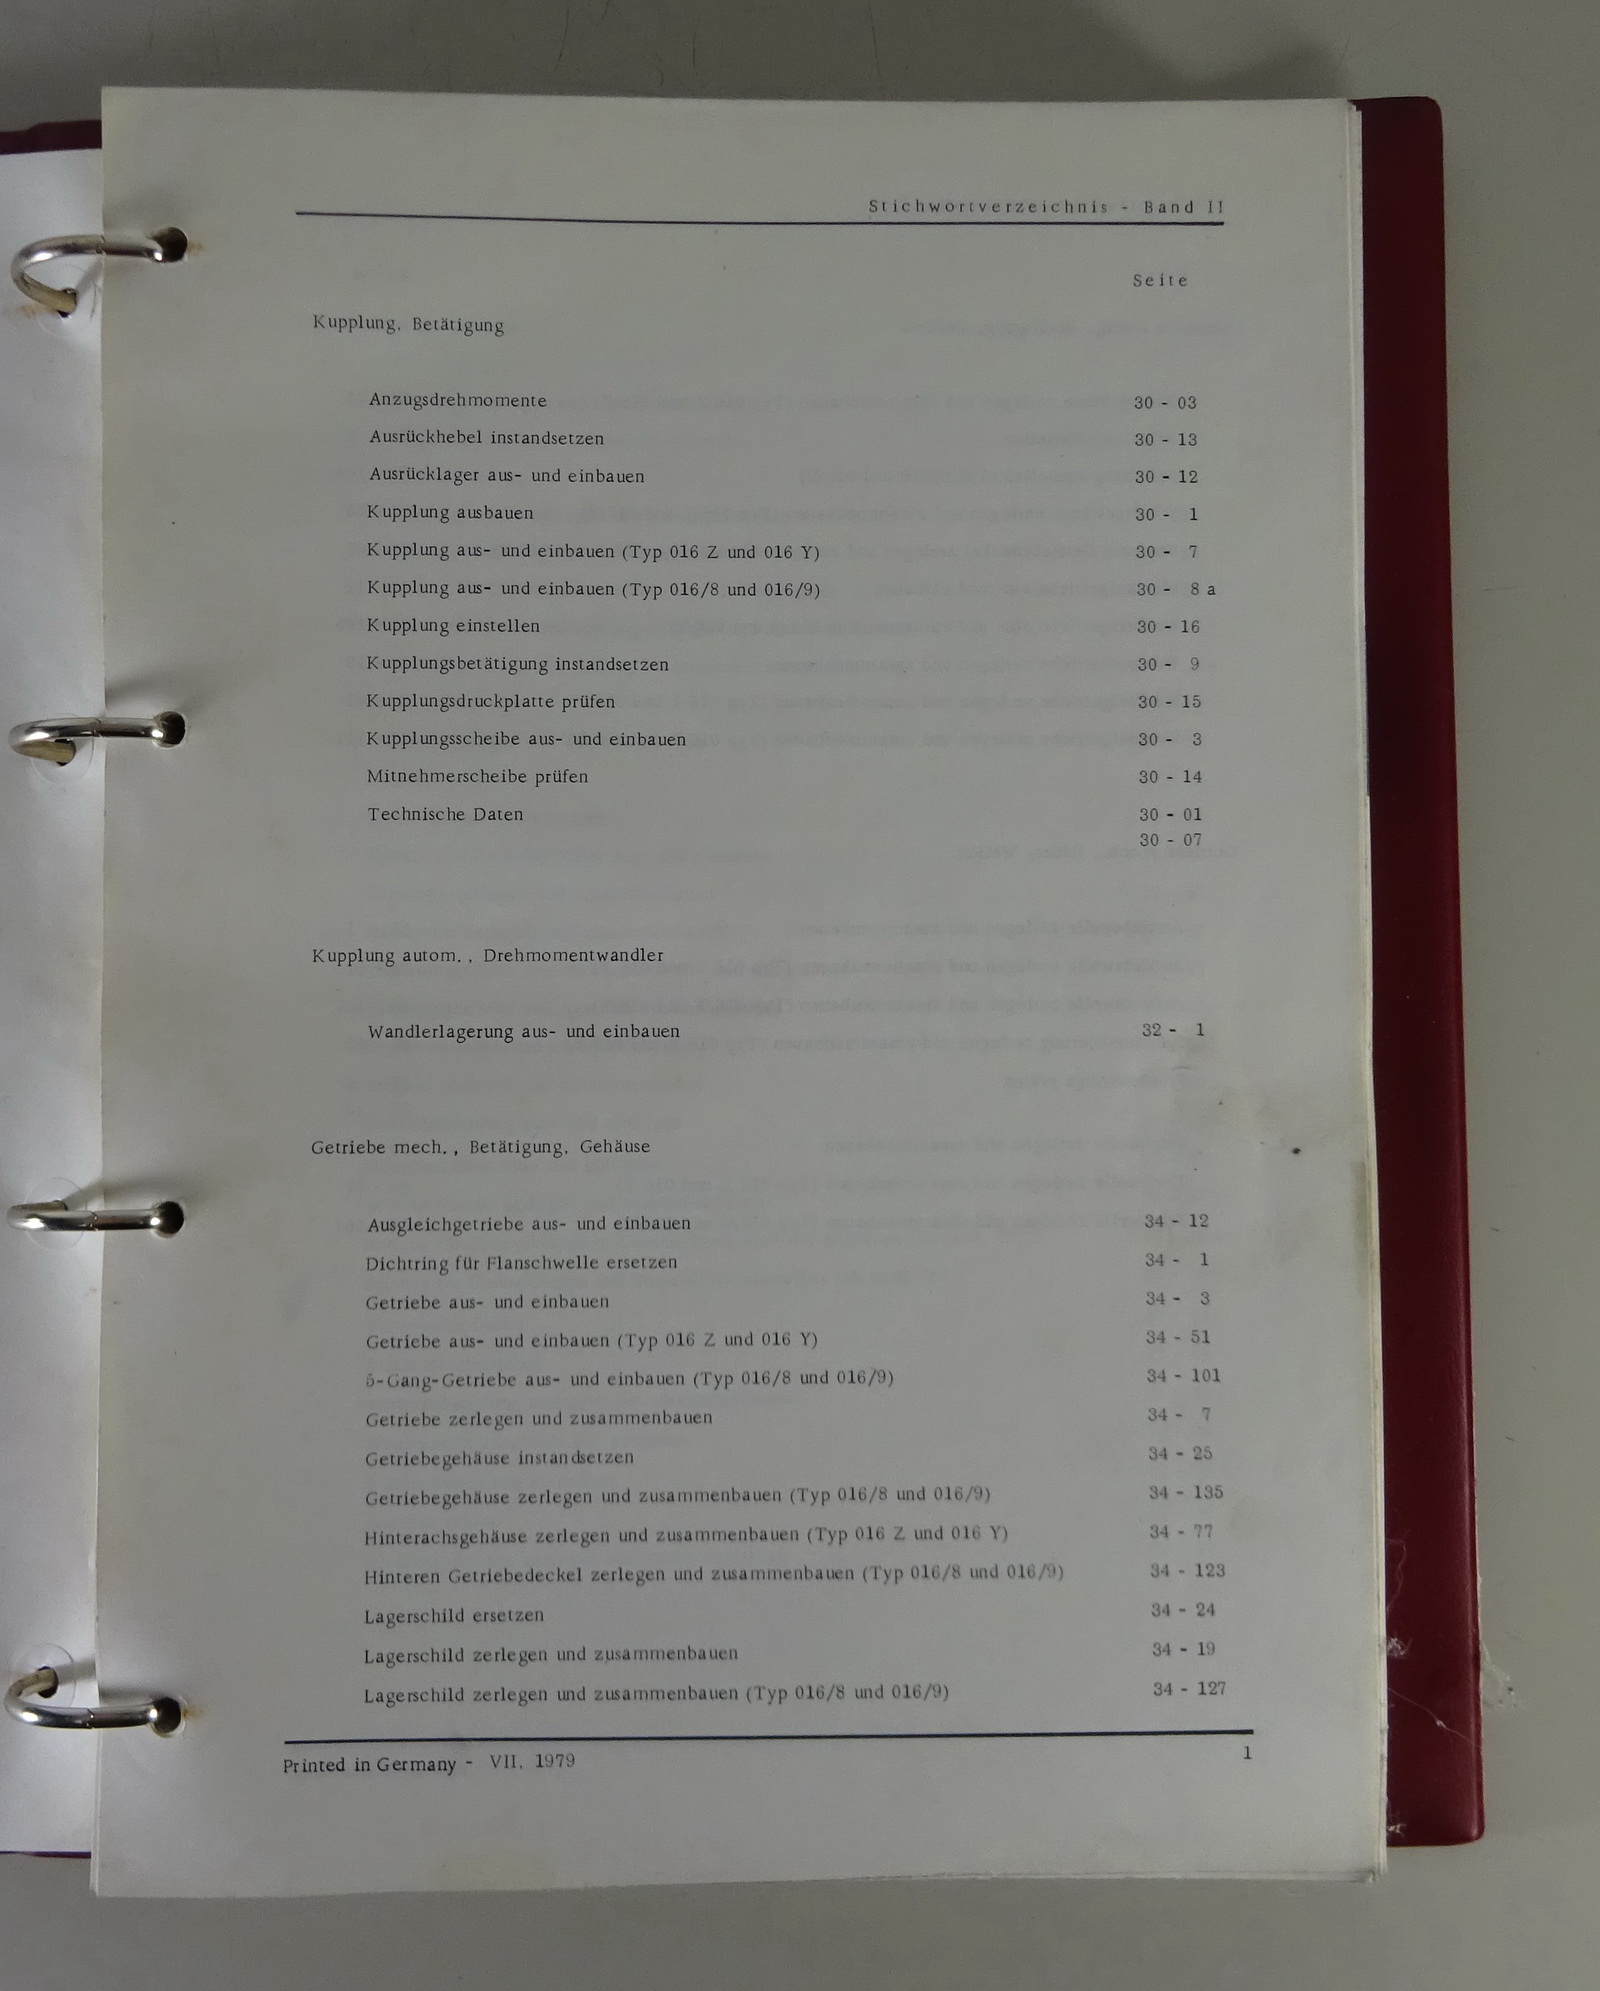 Stichwortverzeichnis - Band II
Seite
Kupplung, Betätigung
Anzugsdrehmomente 30 - 03
Ausrückhebel instandsetzen 30 - 13
Ausrücklager aus- und einbauen 30 - 12
Kupplung ausbauen 30 - 1
Kupplung aus- und einbauen (Typ 016 Z und 016 Y) 30 - 7
Kupplung aus- und einbauen (Typ 016/8 und 016/9) 30 - 8 a
Kupplung einstellen 30 - 16
Kupplungsbetätigung instandsetzen 30 - 9
Kupplungsdruckplatte prüfen 30 - 15
Kupplungsscheibe aus- und einbauen 30 - 3
Mitnehmerscheibe prüfen 30 - 14
Technische Daten 30 - 01
30 - 07
Kupplung autom., Drehmomentwandler
Wandlerlagerung aus- und einbauen 32 - 1
Getriebe mech., Betätigung, Gehäuse
Ausgleichgetriebe aus- und einbauen 34 - 12
Dichtring für Flanschwelle ersetzen 34 - 1
Getriebe aus- und einbauen 34 - 3
Getriebe aus- und einbauen (Typ 016 Z und 016 Y) 34 - 51
5-Gang-Getriebe aus- und einbauen (Typ 016/8 und 016/9) 34 - 101
Getriebe zerlegen und zusammenbauen 34 - 7
Getriebegehäuse instandsetzen 34 - 25
Getriebegehäuse zerlegen und zusammenbauen (Typ 016/8 und 016/9) 34 - 135
Hinterachsgehäuse zerlegen und zusammenbauen (Typ 016 Z und 016 Y) 34 - 77
Hinteren Getriebedeckel zerlegen und zusammenbauen (Typ 016/8 und 016/9) 34 - 123
Lagerschild ersetzen 34 - 24
Lagerschild zerlegen und zusammenbauen 34 - 19
Lagerschild zerlegen und zusammenbauen (Typ 016/8 und 016/9) 34 - 127
Printed in Germany - VII. 1979 1